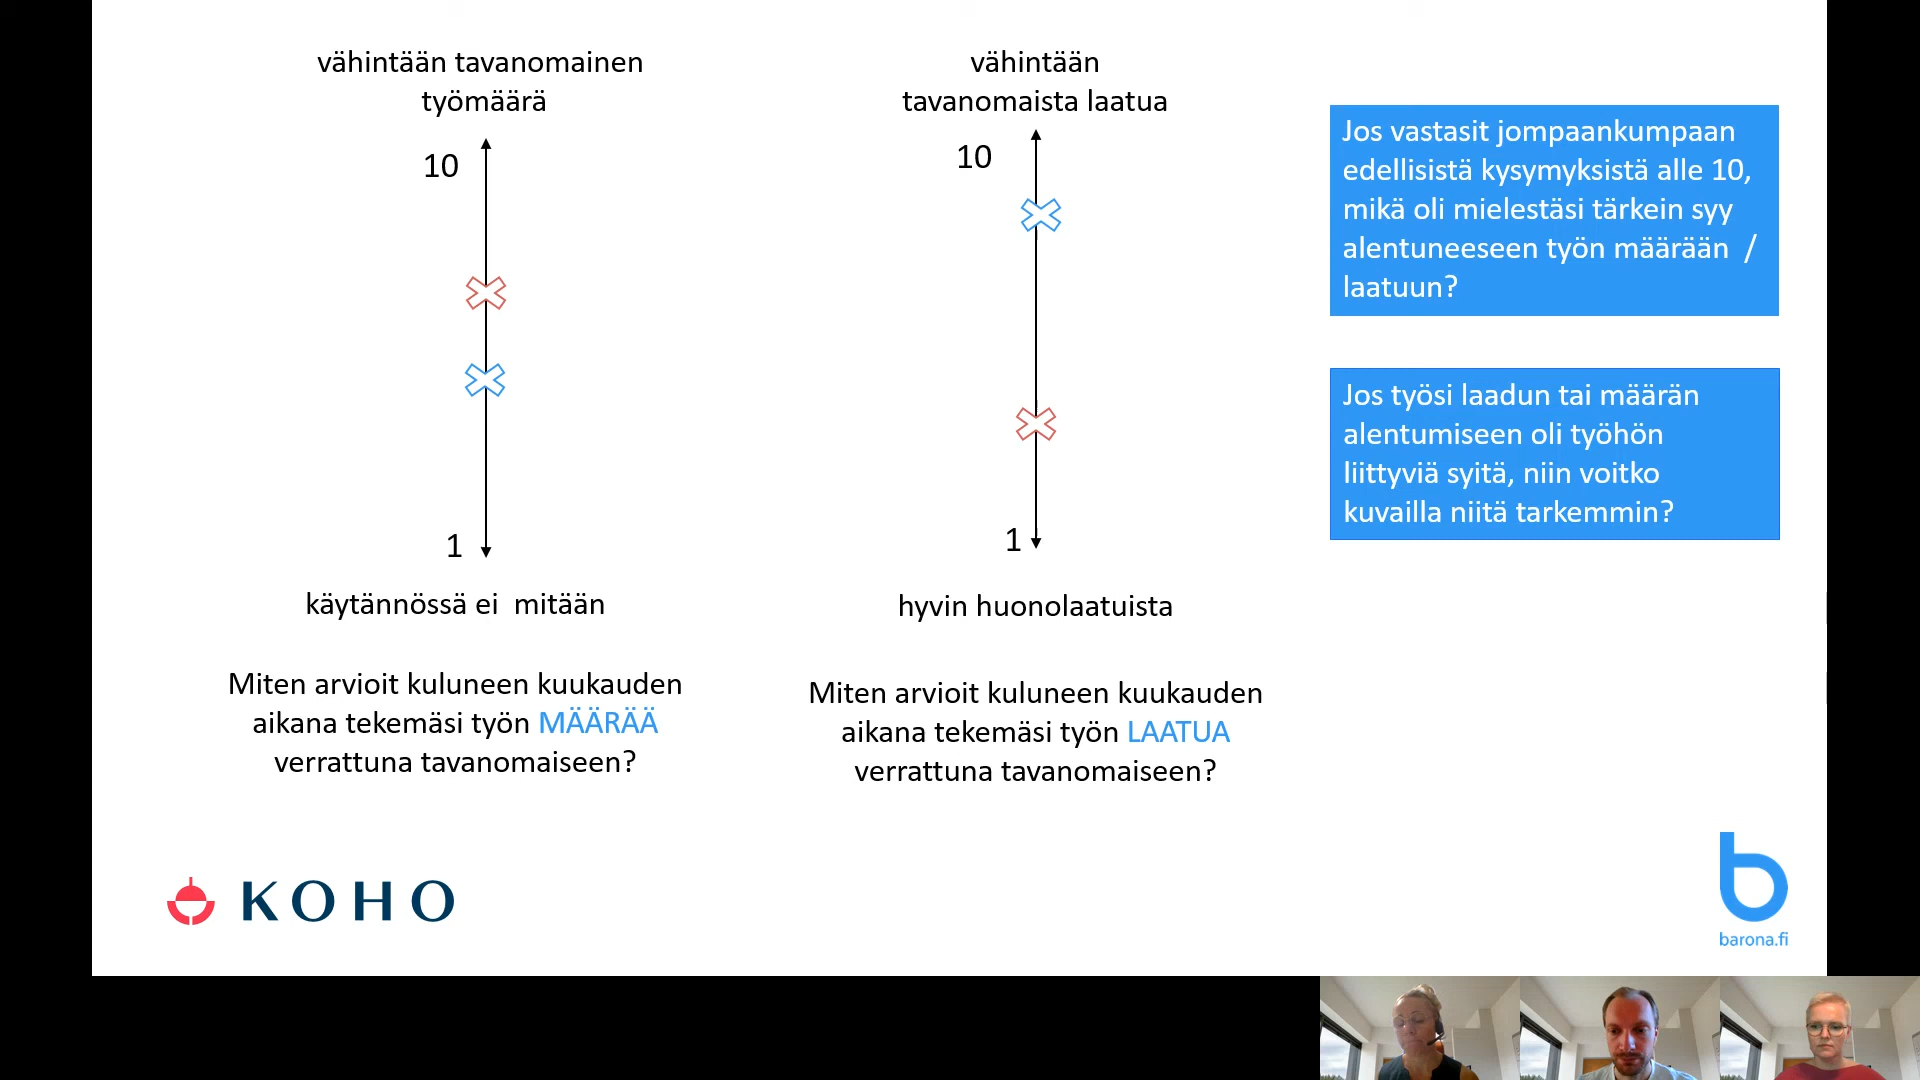 vähintään tavanomainen
työmäärä
10
1
käytännössä ei  mitään
Miten arvioit kuluneen kuukauden
aikana tekemäsi työn MÄÄRÄÄ
verrattuna tavanomaiseen?
vähintään
tavanomaista laatua
10
1
hyvin huonolaatuista
Miten arvioit kuluneen kuukauden
aikana tekemäsi työn LAATUA
verrattuna tavanomaiseen?
Jos vastasit jompaankumpaan
edellisistä kysymyksistä alle 10,
mikä oli mielestäsi tärkein syy
alentuneeseen työn määrään  /
laatuun?
Jos työsi laadun tai määrän
alentumiseen oli työhön
liittyviä syitä, niin voitko
kuvailla niitä tarkemmin?
KOHO
b
barona.fi